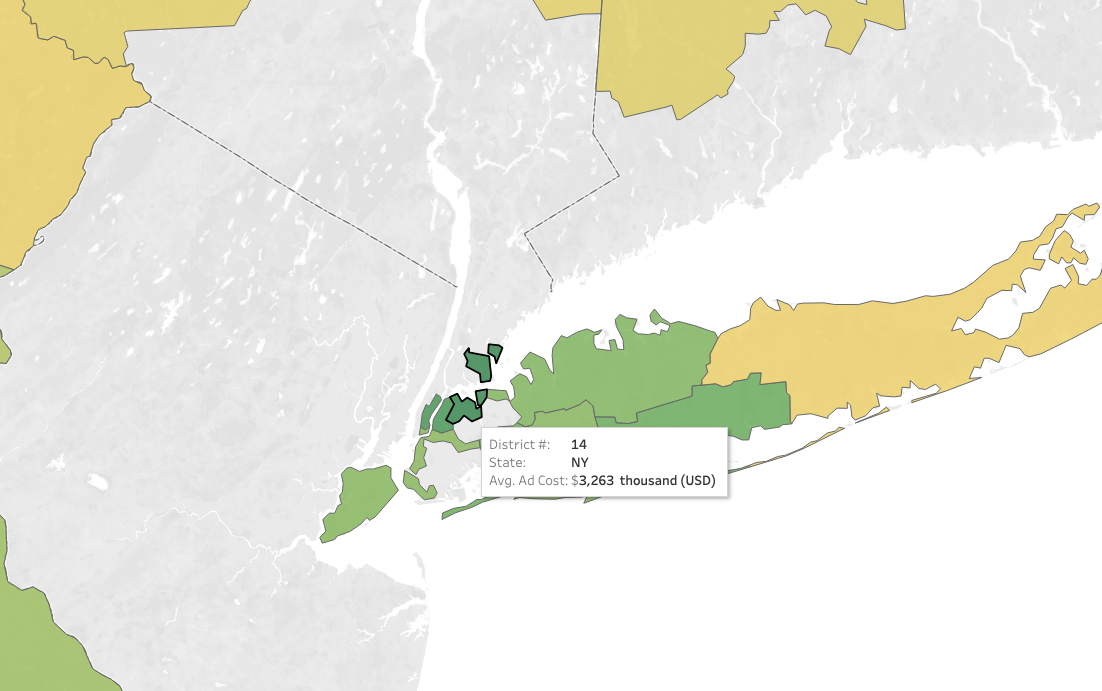 District #: 14
State: NY
Avg. Ad Cost: $3,263 thousand (USD)